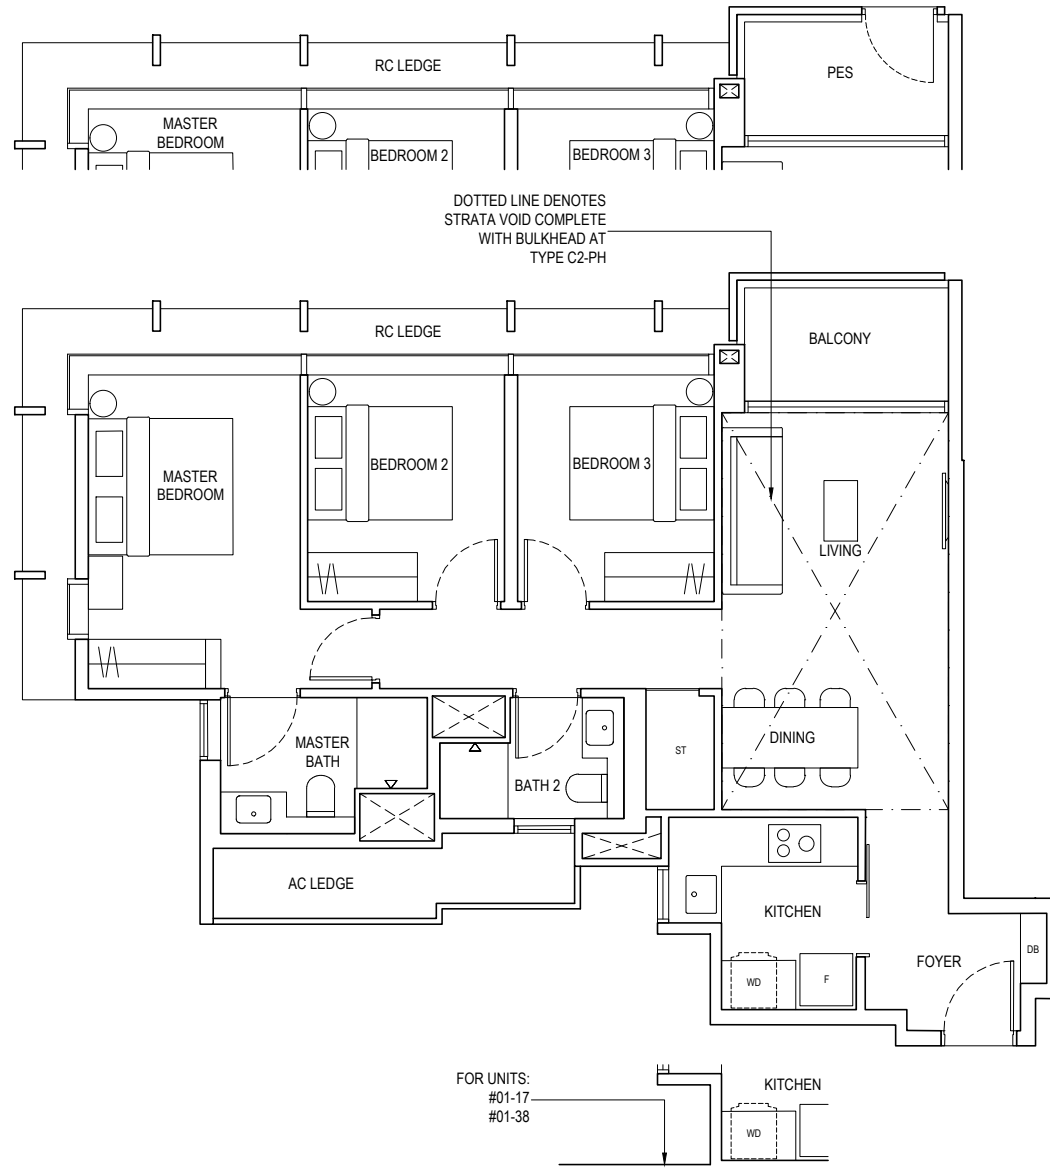 RC LEDGE
PES
MASTER
BEDROOM
BEDROOM 2
BEDROOM 3
DOTTED LINE DENOTES
STRATA VOID COMPLETE
WITH BULKHEAD AT
TYPE C2-PH
RC LEDGE
BALCONY
MASTER
BEDROOM
BEDROOM 2
BEDROOM 3
LIVING
MASTER
BATH
BATH 2
ST
DINING
AC LEDGE
KITCHEN
FOYER
DB
WD
F
FOR UNITS:
#01-17
#01-38
KITCHEN
WD